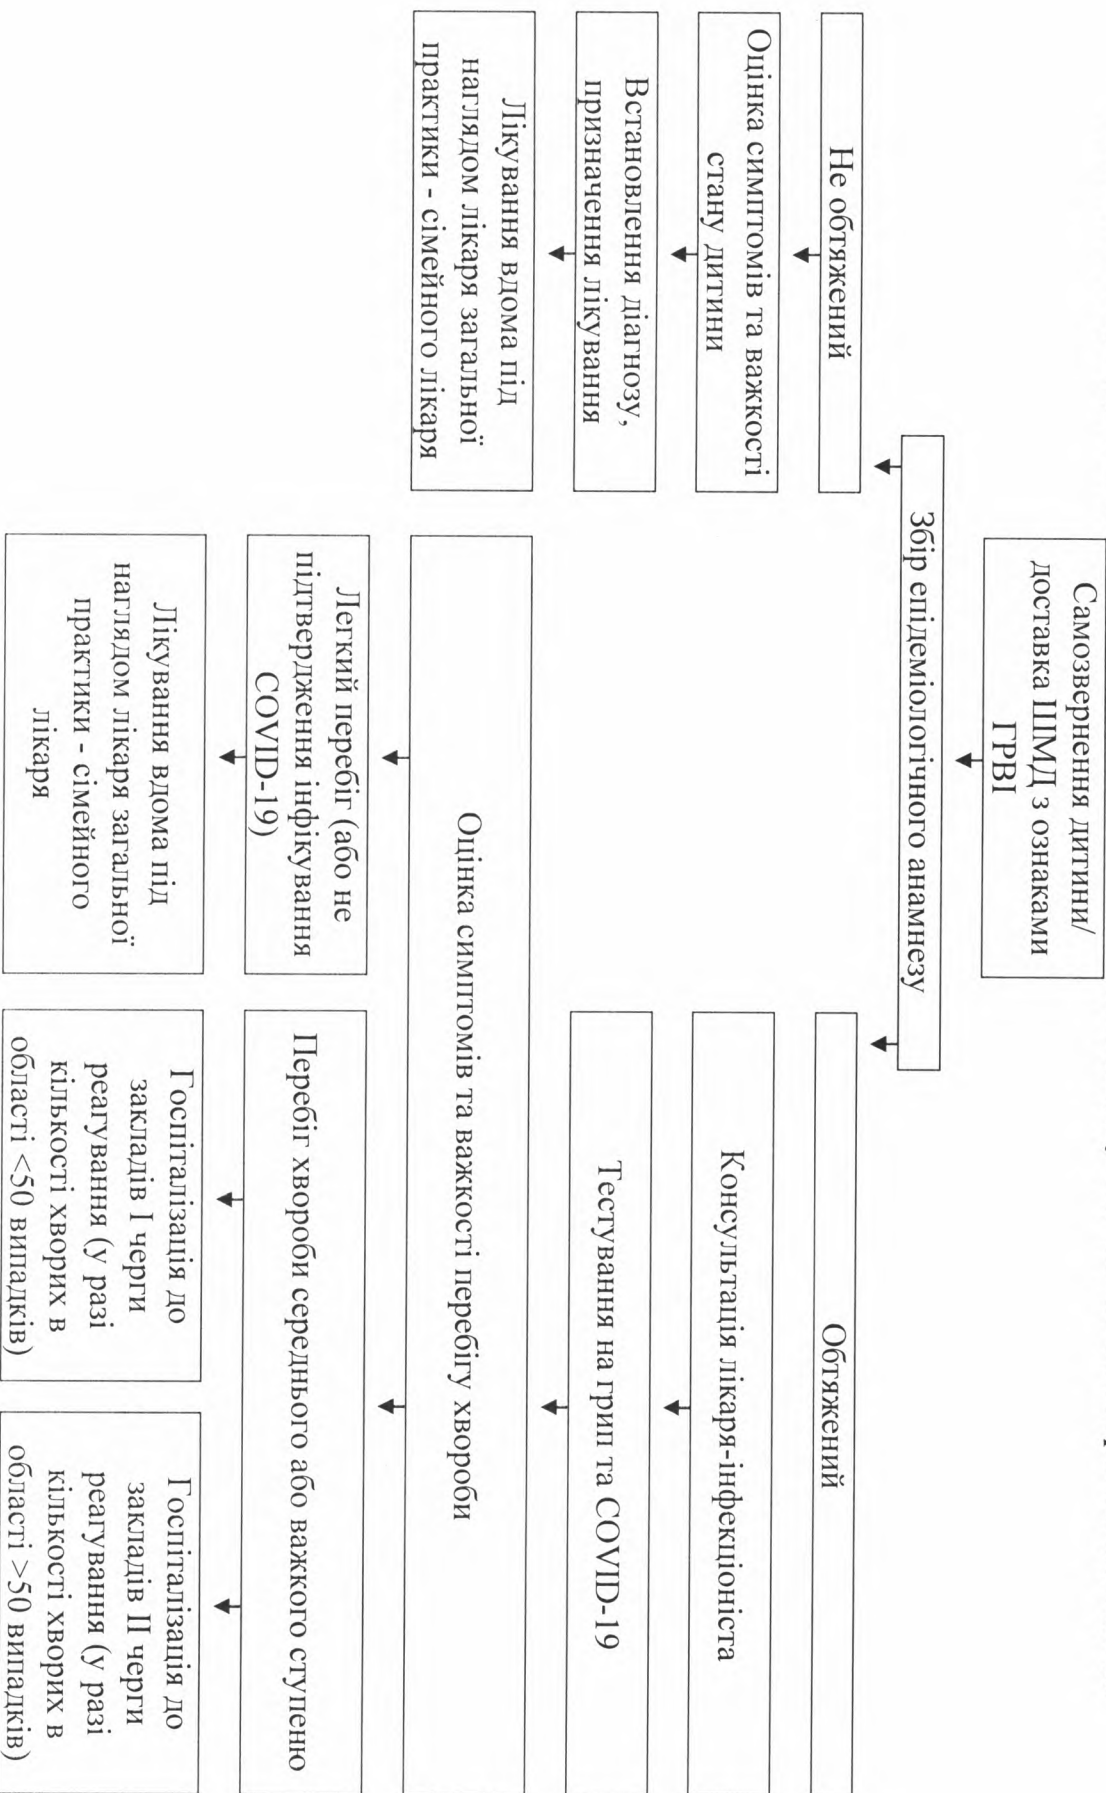 Самозвернення дитини/
доставка ШМД з ознаками
ГРВІ
Збір епідеміологічного анамнезу
Не обтяжений
Оцінка симптомів та важкості
стану дитини
Встановлення діагнозу,
призначення лікування
Лікування вдома під
наглядом лікаря загальної
практики - сімейного лікаря
Обтяжений
Консультація лікаря-інфекціоніста
Тестування на грип та COVID-19
Оцінка симптомів та важкості перебігу хвороби
Легкий перебіг (або не
підтвердження інфікування
COVID-19)
Лікування вдома під
наглядом лікаря загальної
практики - сімейного
лікаря
Перебіг хвороби середнього або важкого ступеню
Госпіталізація до
закладів І черги
реагування (у разі
кількості хворих в
області <50 випадків)
Госпіталізація до
закладів ІІ черги
реагування (у разі
кількості хворих в
області >50 випадків)